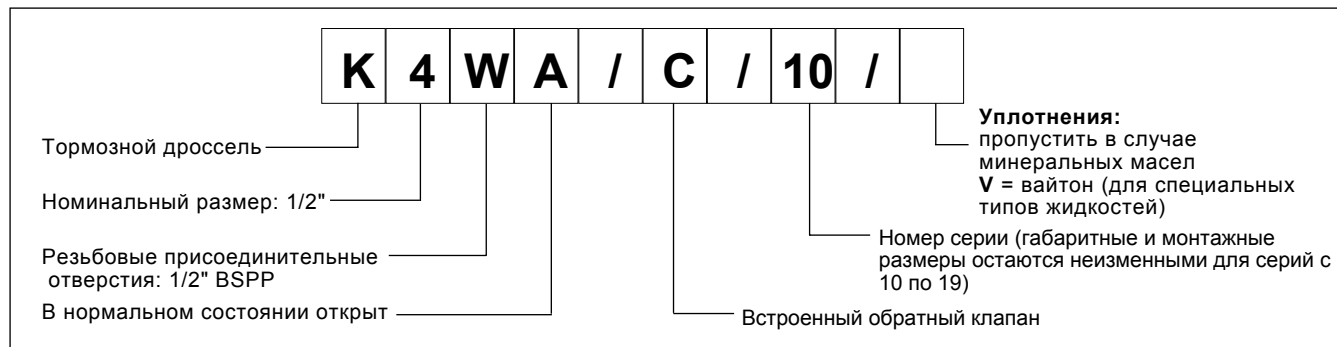 K 4 W A / C / 10 /
Тормозной дроссель
Номинальный размер: 1/2"
Резьбовые присоединительные
отверстия: 1/2" BSPP
В нормальном состоянии открыт
Уплотнения:
пропустить в случае
минеральных масел
V = вайтон (для специальных
типов жидкостей)
Номер серии (габаритные и монтажные
размеры остаются неизменными для серий с
10 по 19)
Встроенный обратный клапан